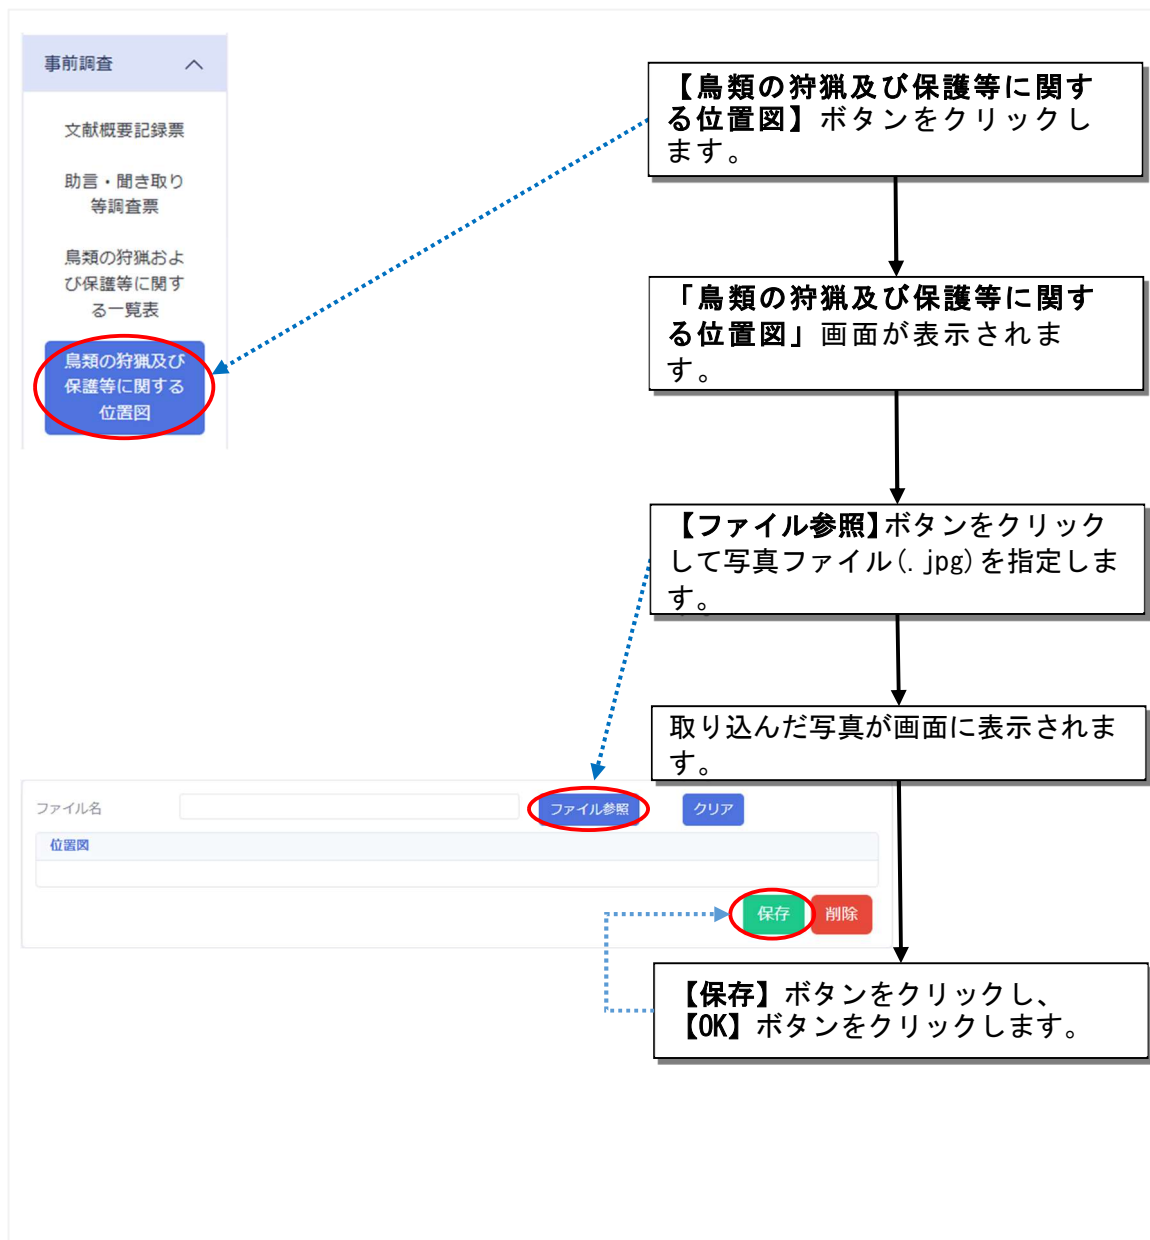 事前調査
文献概要記録票
助言・聞き取り
等調査票
鳥類の狩猟およ
び保護等に関す
る一覧表
鳥類の狩猟及び
保護等に関する
位置図
【鳥類の狩猟及び保護等に関す
る位置図】ボタンをクリックし
ます。
「鳥類の狩猟及び保護等に関す
る位置図」画面が表示されま
す。
【ファイル参照】ボタンをクリック
して写真ファイル(.jpg)を指定しま
す。
取り込んだ写真が画面に表示されま
す。
ファイル名
ファイル参照
クリア
位置図
保存
削除
【保存】ボタンをクリックし、
【OK】ボタンをクリックします。